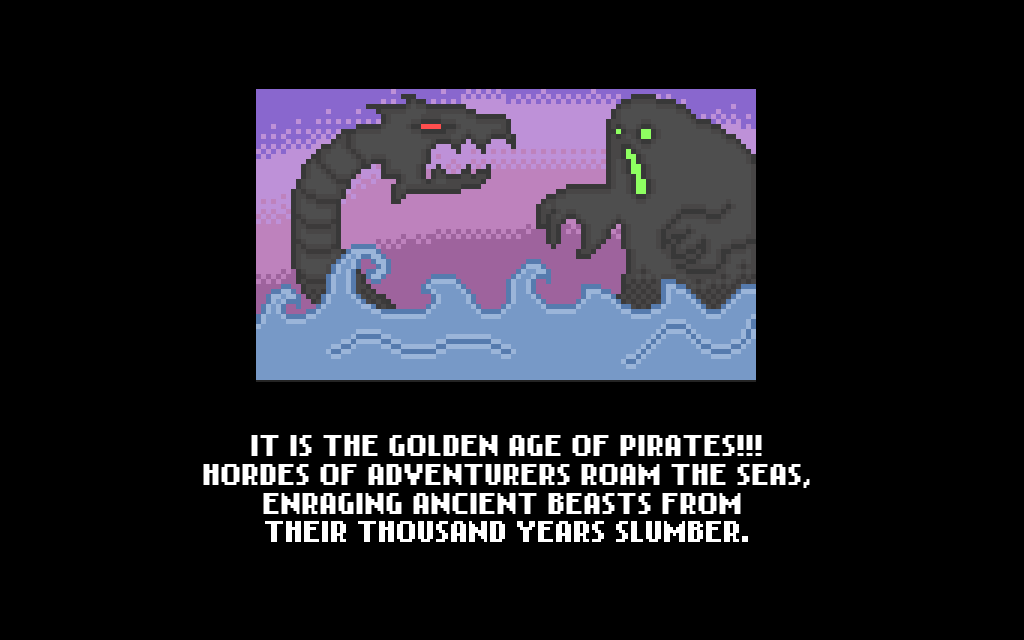 IT IS THE GOLDEN AGE OF PIRATES!!!
HORDES OF ADVENTURERS ROAM THE SEAS,
ENRAGING ANCIENT BEASTS FROM
THEIR THOUSAND YEARS SLUMBER.